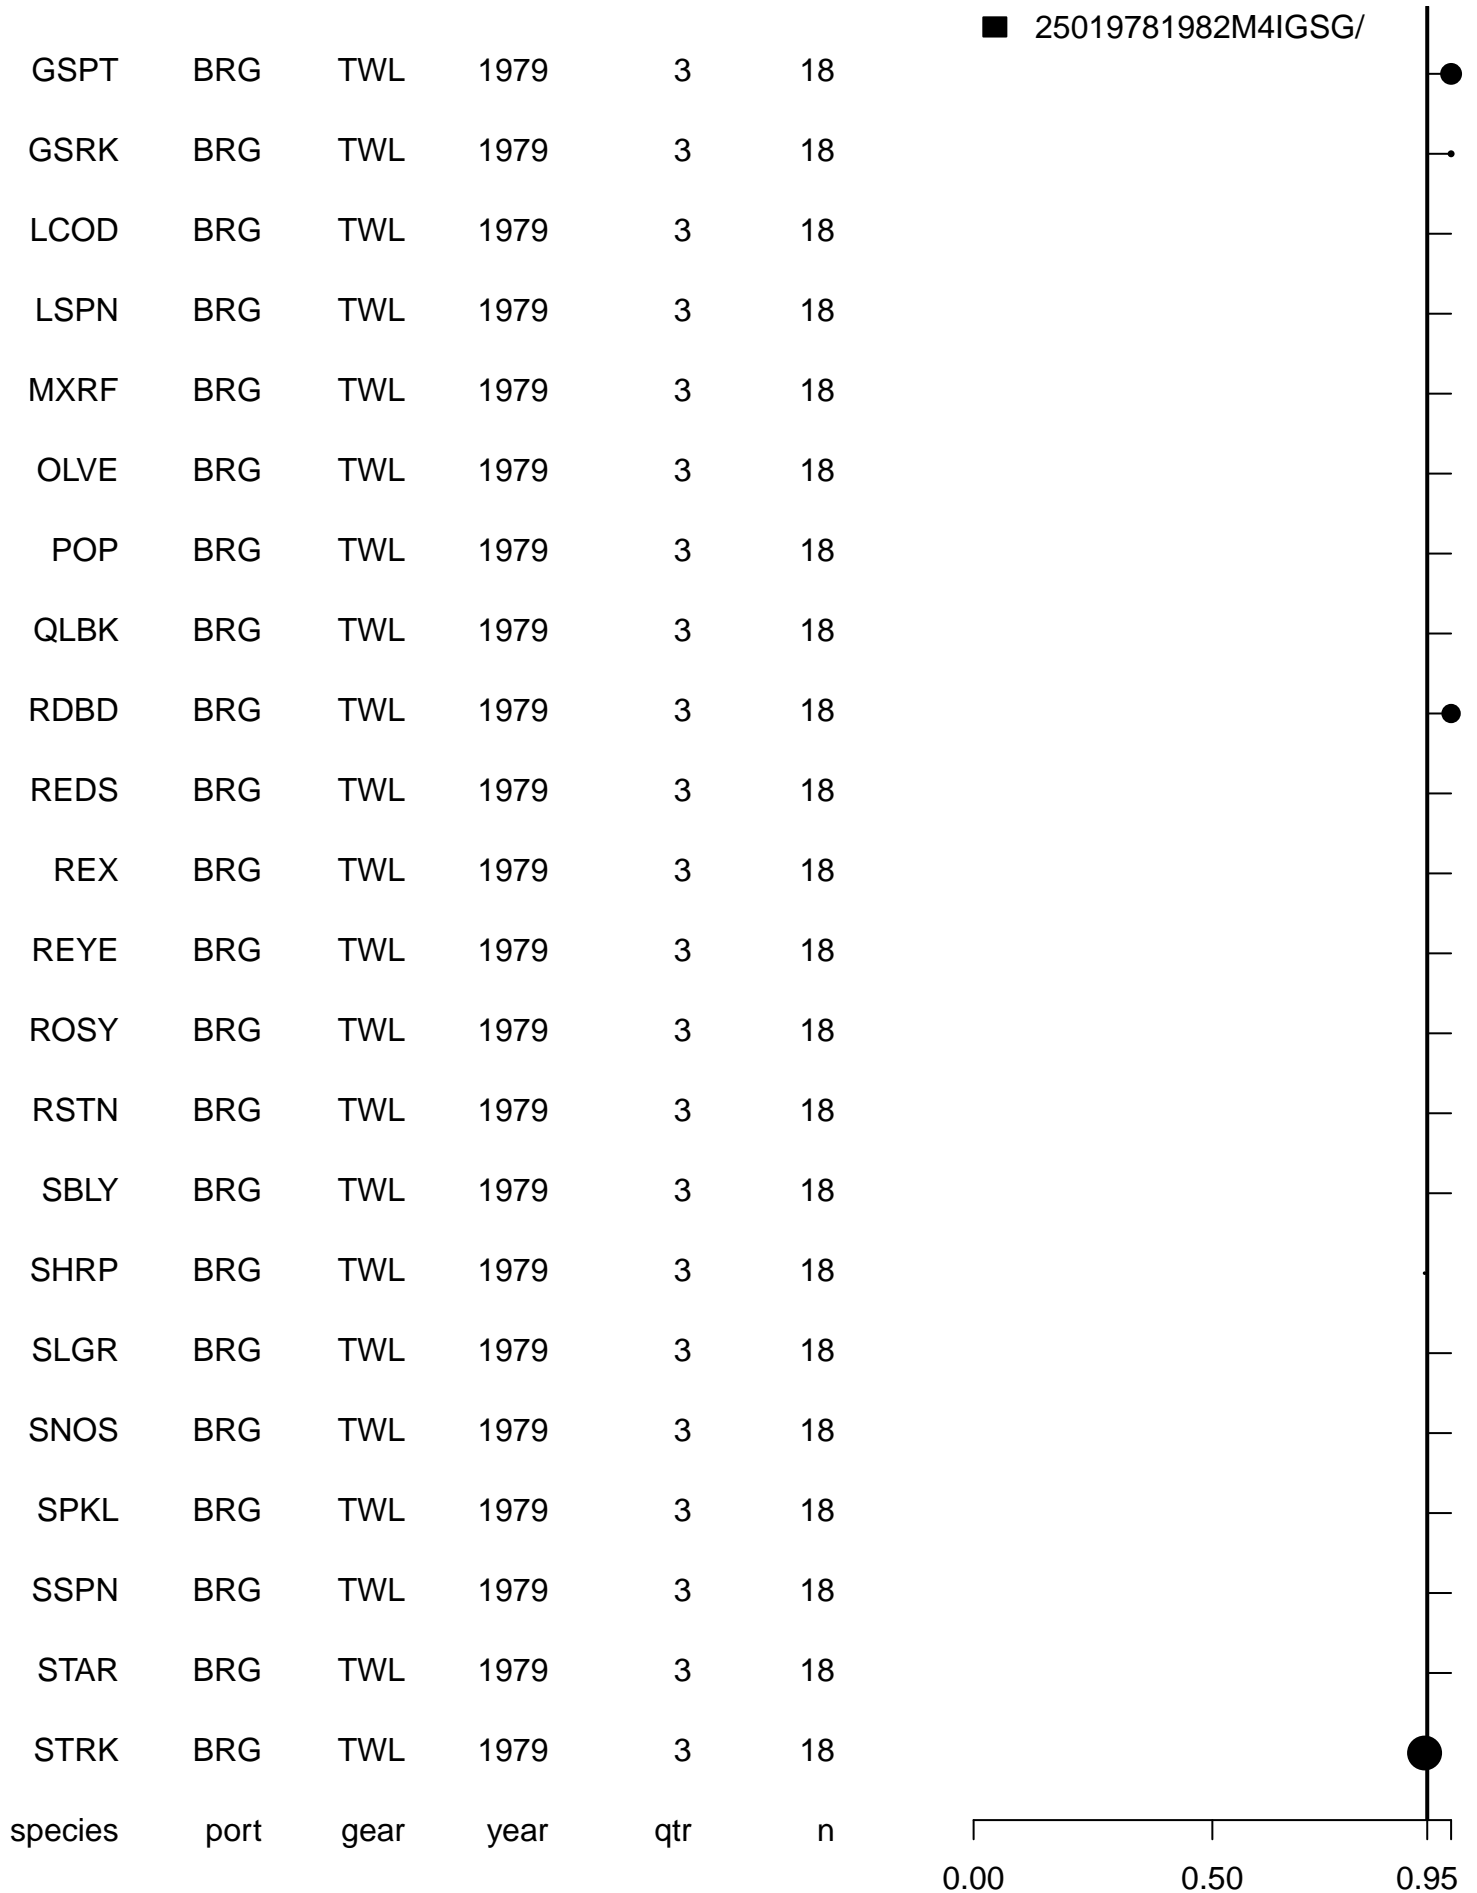 25019781982M4IGSG/
GSPT BRG TWL 1979 3 18
GSRK BRG TWL 1979 3 18
LCOD BRG TWL 1979 3 18
LSPN BRG TWL 1979 3 18
MXRF BRG TWL 1979 3 18
OLVE BRG TWL 1979 3 18
POP BRG TWL 1979 3 18
QLBK BRG TWL 1979 3 18
RDBD BRG TWL 1979 3 18
REDS BRG TWL 1979 3 18
REX BRG TWL 1979 3 18
REYE BRG TWL 1979 3 18
ROSY BRG TWL 1979 3 18
RSTN BRG TWL 1979 3 18
SBLY BRG TWL 1979 3 18
SHRP BRG TWL 1979 3 18
SLGR BRG TWL 1979 3 18
SNOS BRG TWL 1979 3 18
SPKL BRG TWL 1979 3 18
SSPN BRG TWL 1979 3 18
STAR BRG TWL 1979 3 18
STRK BRG TWL 1979 3 18
species port gear year qtr n
0.00 0.50 0.95